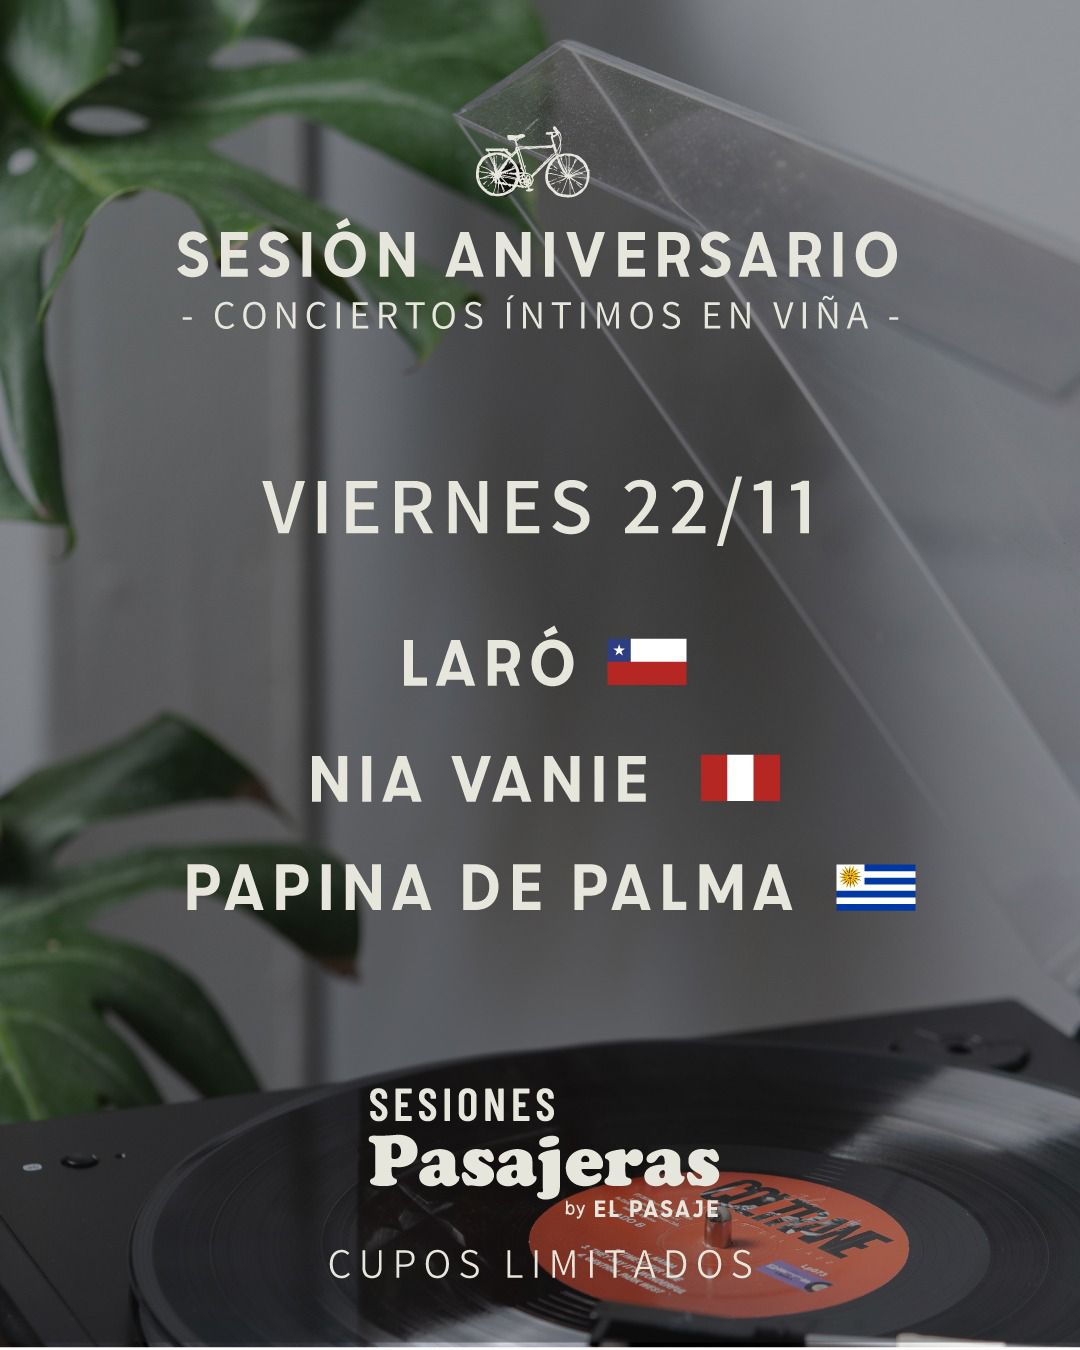 SESIÓN ANIVERSARIO
- CONCIERTOS ÍNTIMOS EN VIÑA -
VIERNES 22/11
LARÓ
NIA VANIE
PAPINA DE PALMA
SESIONES
Pasajeras
by EL PASAJE
COLTRANE
CUPOS LIMITADOS